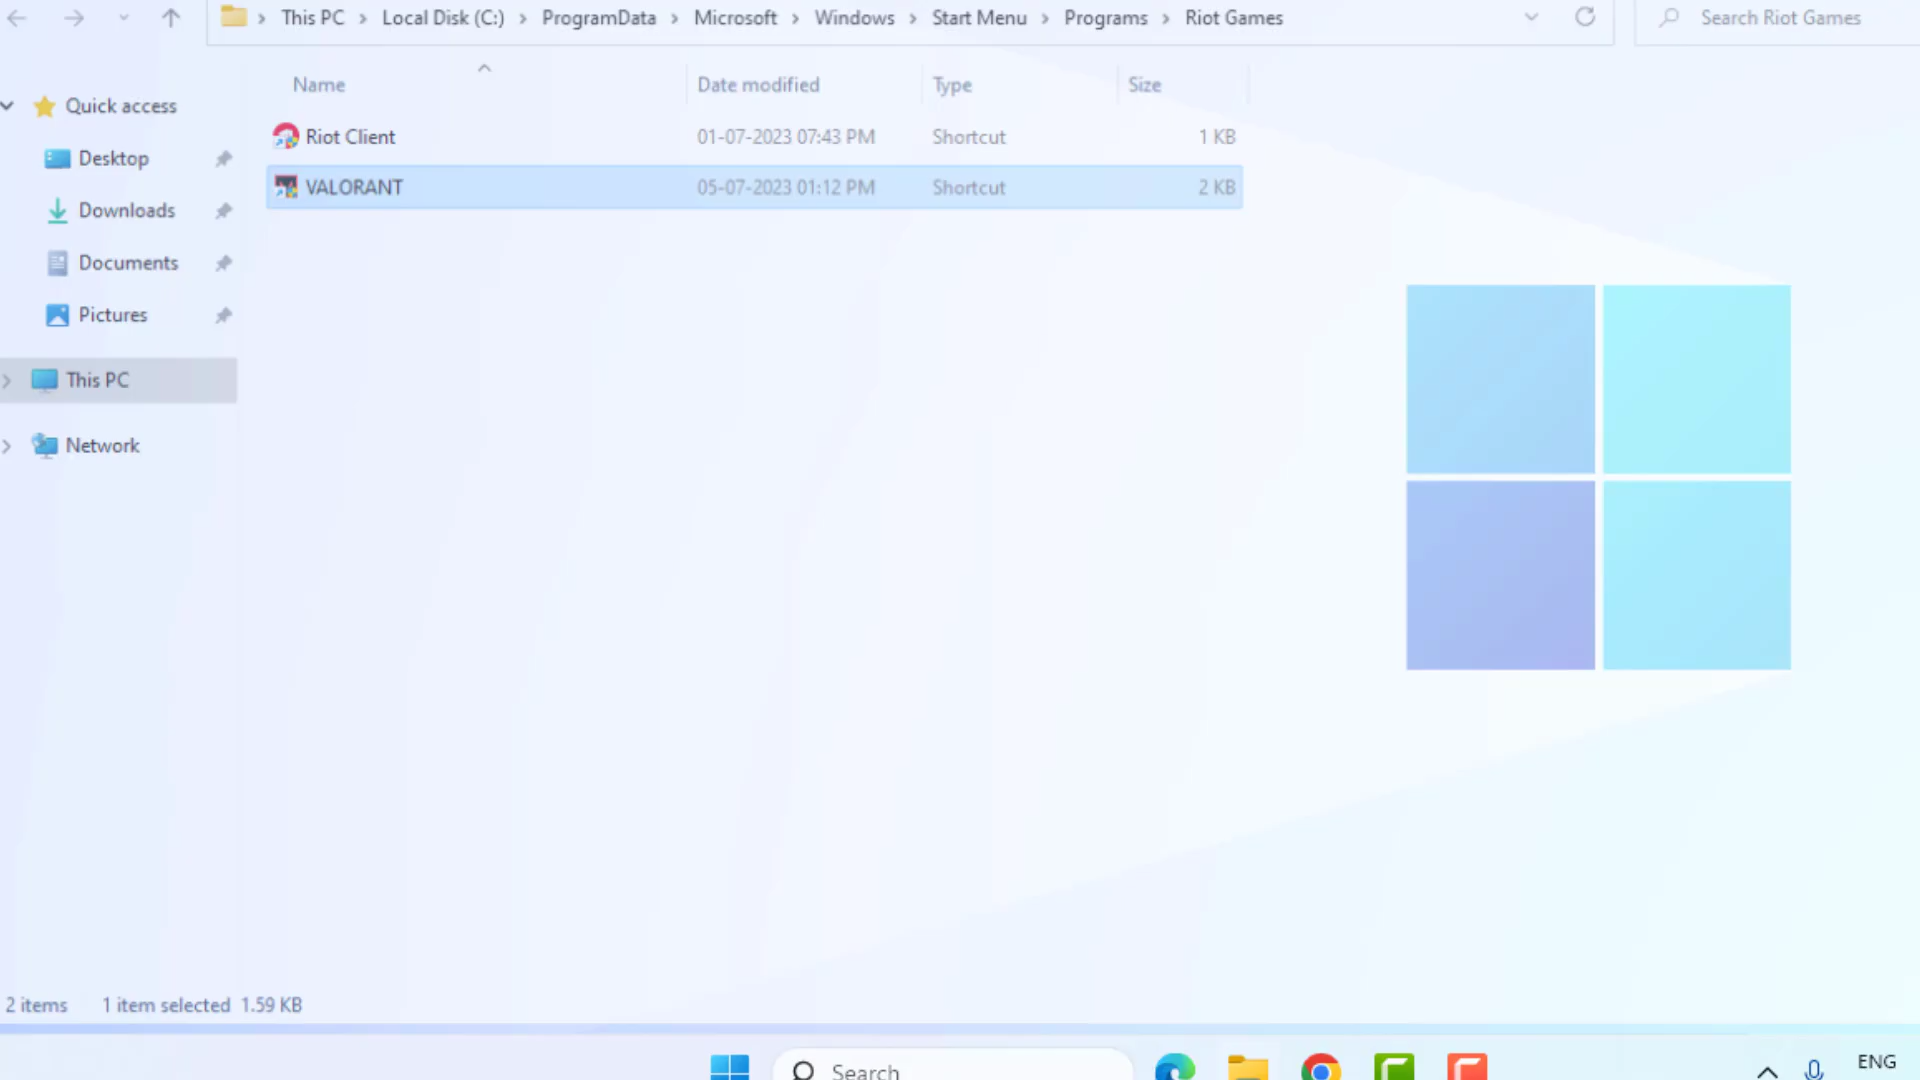 This PC > Local Disk (C:) > ProgramData > Microsoft > Windows > Start Menu > Programs > Riot Games
Search Riot Games
Name Date modified Type Size
Quick access
Riot Client 01-07-2023 07:43 PM Shortcut 1 KB
Desktop
VALORANT 05-07-2023 01:12 PM Shortcut 2 KB
Downloads
Documents
Pictures
This PC
Network
2 items 1 item selected 1.59 KB
Search
ENG